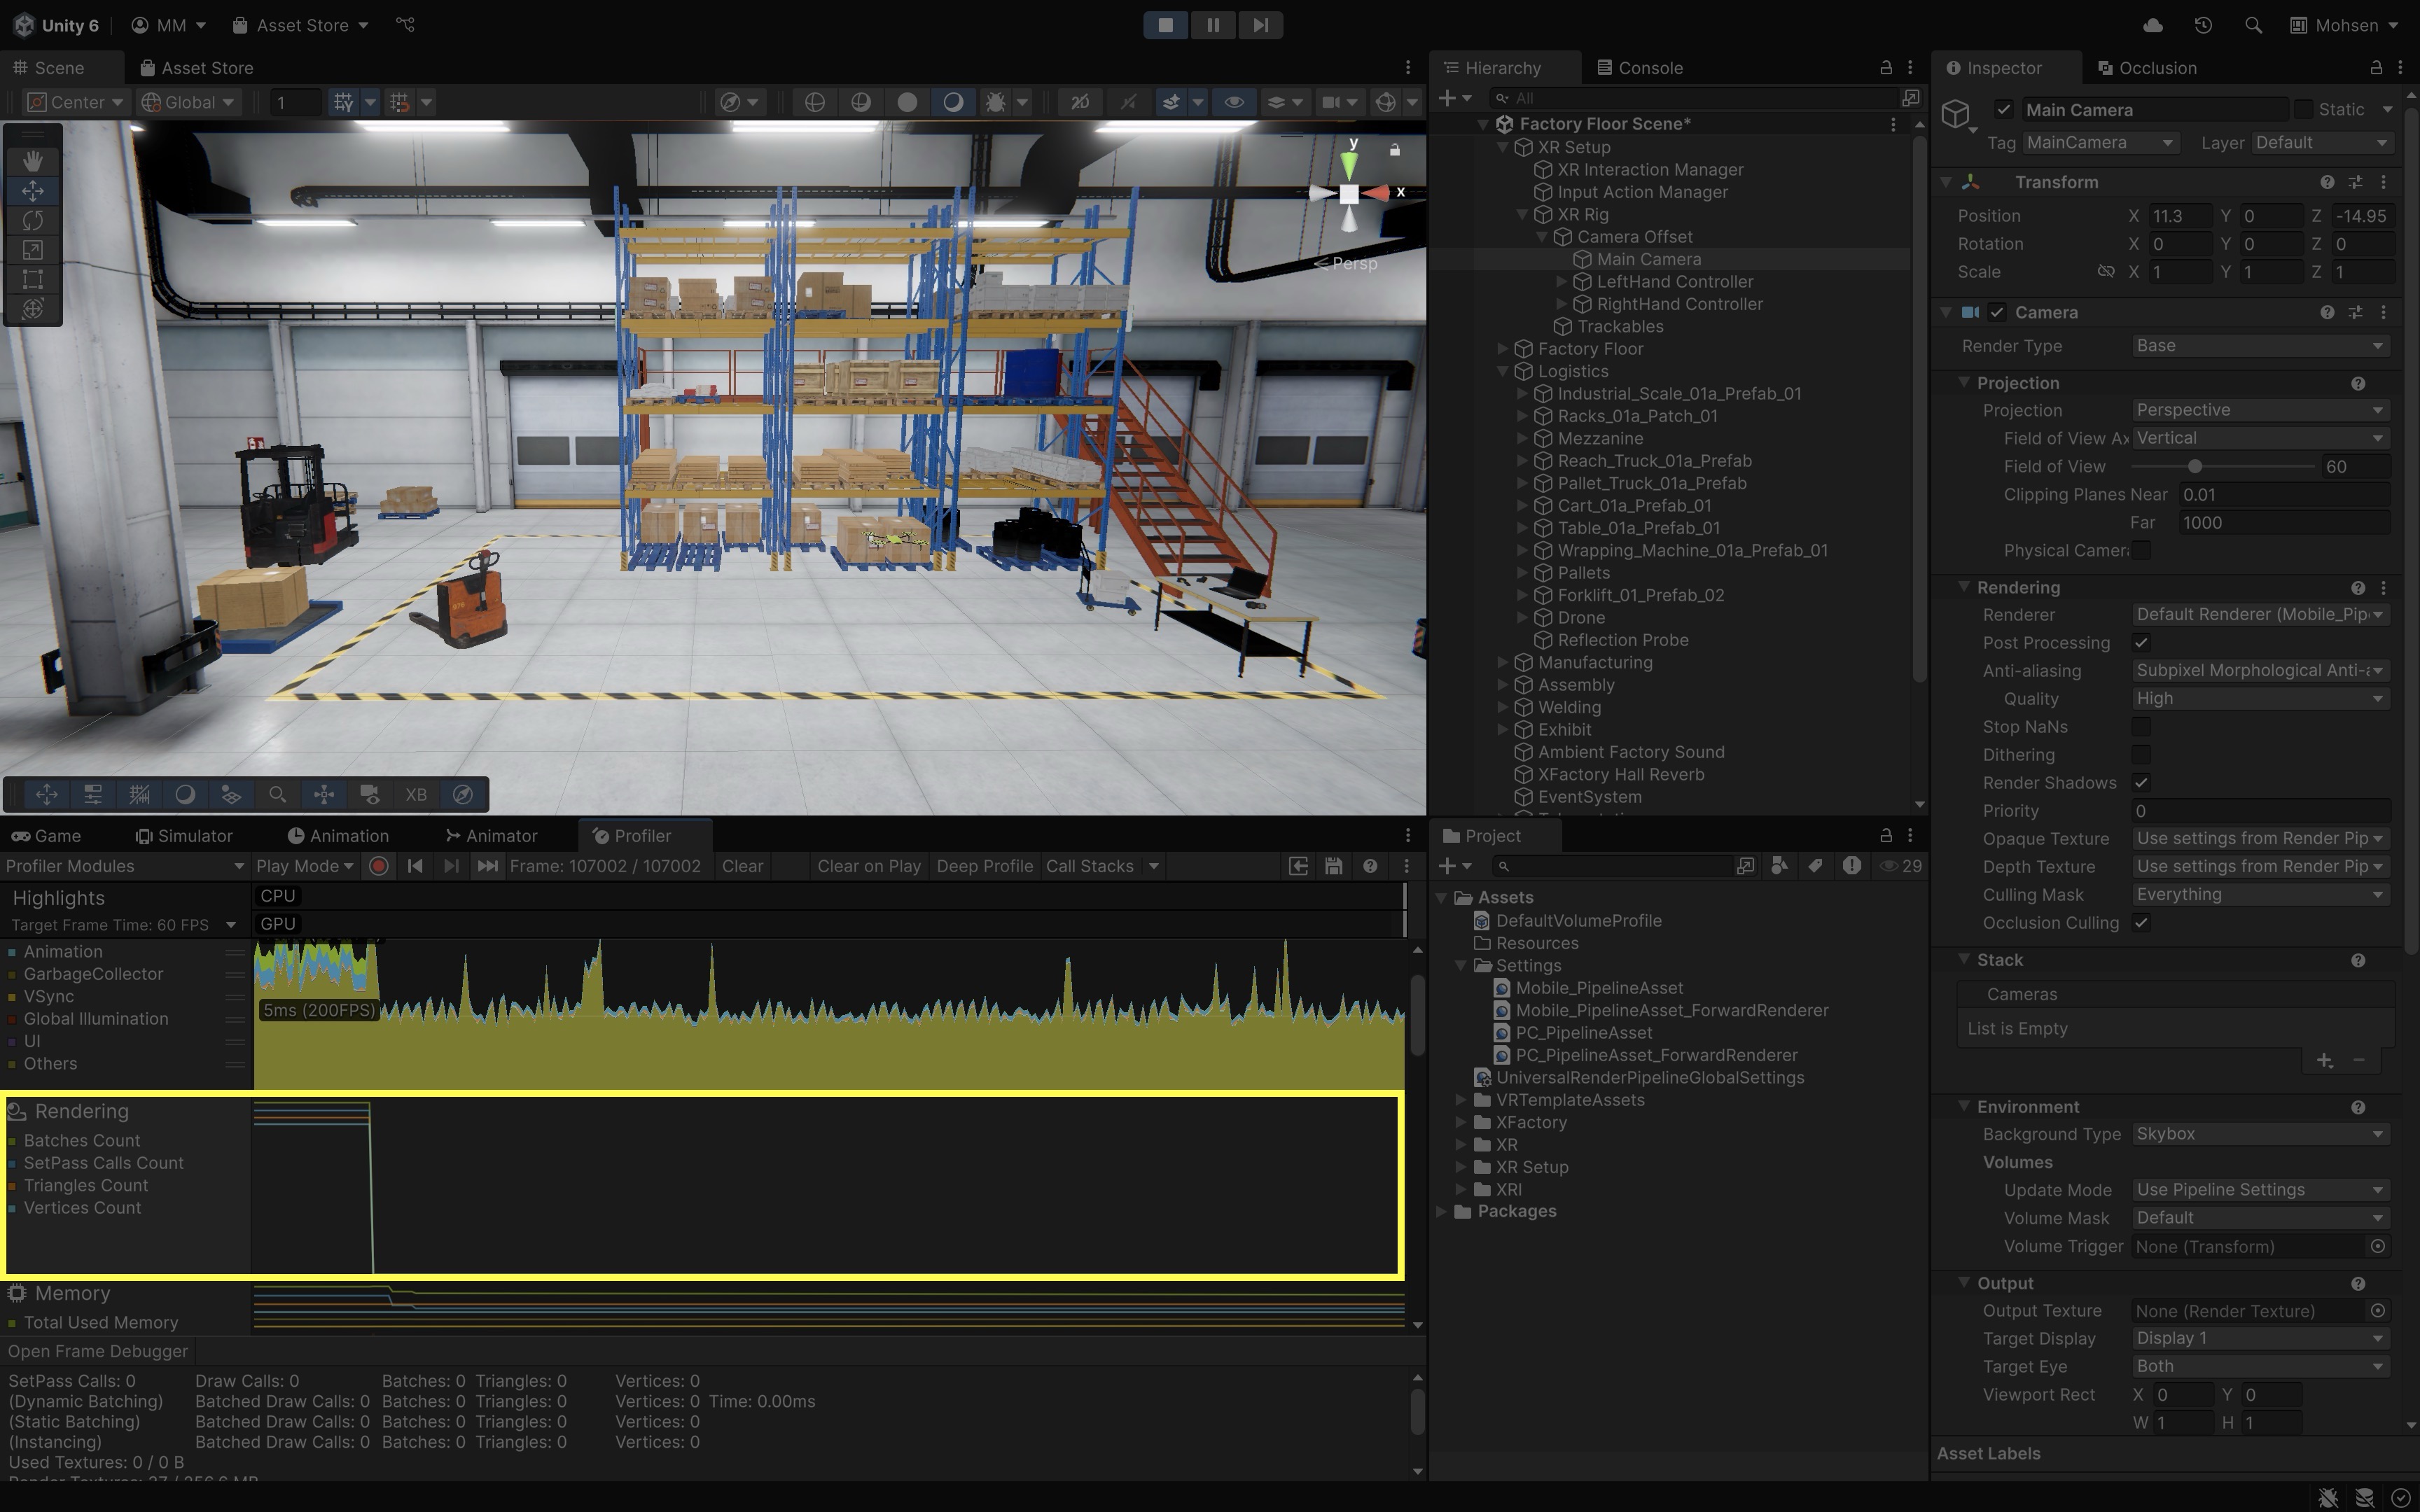 Unity 6 MM Asset Store Mohsen
Scene Asset Store
Center Global 1 2D
y
x
Persp
XB
Hierarchy Console
All
Factory Floor Scene*
XR Setup
XR Interaction Manager
Input Action Manager
XR Rig
Camera Offset
Main Camera
LeftHand Controller
RightHand Controller
Trackables
Factory Floor
Logistics
Industrial_Scale_01a_Prefab_01
Racks_01a_Patch_01
Mezzanine
Reach_Truck_01a_Prefab
Pallet_Truck_01a_Prefab
Cart_01a_Prefab_01
Table_01a_Prefab_01
Wrapping_Machine_01a_Prefab_01
Pallets
Forklift_01_Prefab_02
Drone
Reflection Probe
Manufacturing
Assembly
Welding
Exhibit
Ambient Factory Sound
XFactory Hall Reverb
EventSystem
Inspector Occlusion
Main Camera Static
Tag MainCamera Layer Default
Transform
Position X 11.3 Y 0 Z -14.95
Rotation X 0 Y 0 Z 0
Scale X 1 Y 1 Z 1
Camera
Render Type Base
Projection
Projection Perspective
Field of View Ax Vertical
Field of View 60
Clipping Planes Near 0.01
Far 1000
Physical Camer
Rendering
Renderer Default Renderer (Mobile_Pip
Post Processing
Anti-aliasing Subpixel Morphological Anti-a
Quality High
Stop NaNs
Dithering
Render Shadows
Priority 0
Opaque Texture Use settings from Render Pip
Depth Texture Use settings from Render Pip
Culling Mask Everything
Occlusion Culling
Stack
Cameras
List is Empty
Environment
Background Type Skybox
Volumes
Update Mode Use Pipeline Settings
Volume Mask Default
Volume Trigger None (Transform)
Output
Output Texture None (Render Texture)
Target Display Display 1
Target Eye Both
Viewport Rect X 0 Y 0
W 1 H 1
Asset Labels
Game Simulator Animation Animator Profiler
Profiler Modules Play Mode Frame: 107002 / 107002 Clear Clear on Play Deep Profile Call Stacks
Highlights CPU
Target Frame Time: 60 FPS GPU
Animation
GarbageCollector
VSync
5ms (200FPS)
Global Illumination
UI
Others
Rendering
Batches Count
SetPass Calls Count
Triangles Count
Vertices Count
Memory
Total Used Memory
Open Frame Debugger
SetPass Calls: 0 Draw Calls: 0 Batches: 0 Triangles: 0 Vertices: 0
(Dynamic Batching) Batched Draw Calls: 0 Batches: 0 Triangles: 0 Vertices: 0 Time: 0.00ms
(Static Batching) Batched Draw Calls: 0 Batches: 0 Triangles: 0 Vertices: 0
(Instancing) Batched Draw Calls: 0 Batches: 0 Triangles: 0 Vertices: 0
Used Textures: 0 / 0 B
Project
29
Assets
DefaultVolumeProfile
Resources
Settings
Mobile_PipelineAsset
Mobile_PipelineAsset_ForwardRenderer
PC_PipelineAsset
PC_PipelineAsset_ForwardRenderer
UniversalRenderPipelineGlobalSettings
VRTemplateAssets
XFactory
XR
XR Setup
XRI
Packages